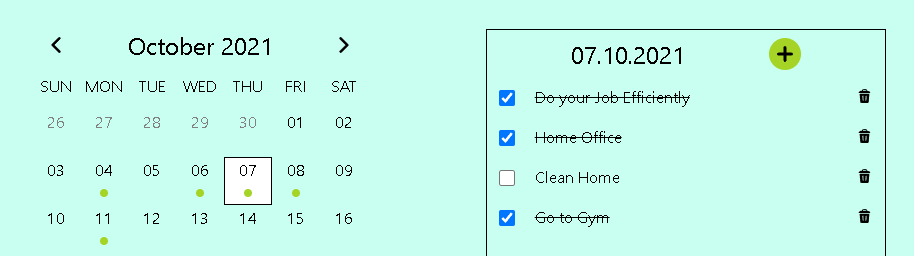 October 2021
SUN MON TUE WED THU FRI SAT
26 27 28 29 30 01 02
03 04 05 06 07 08 09
10 11 12 13 14 15 16
07.10.2021
Do your Job Efficiently
Home Office
Clean Home
Go to Gym